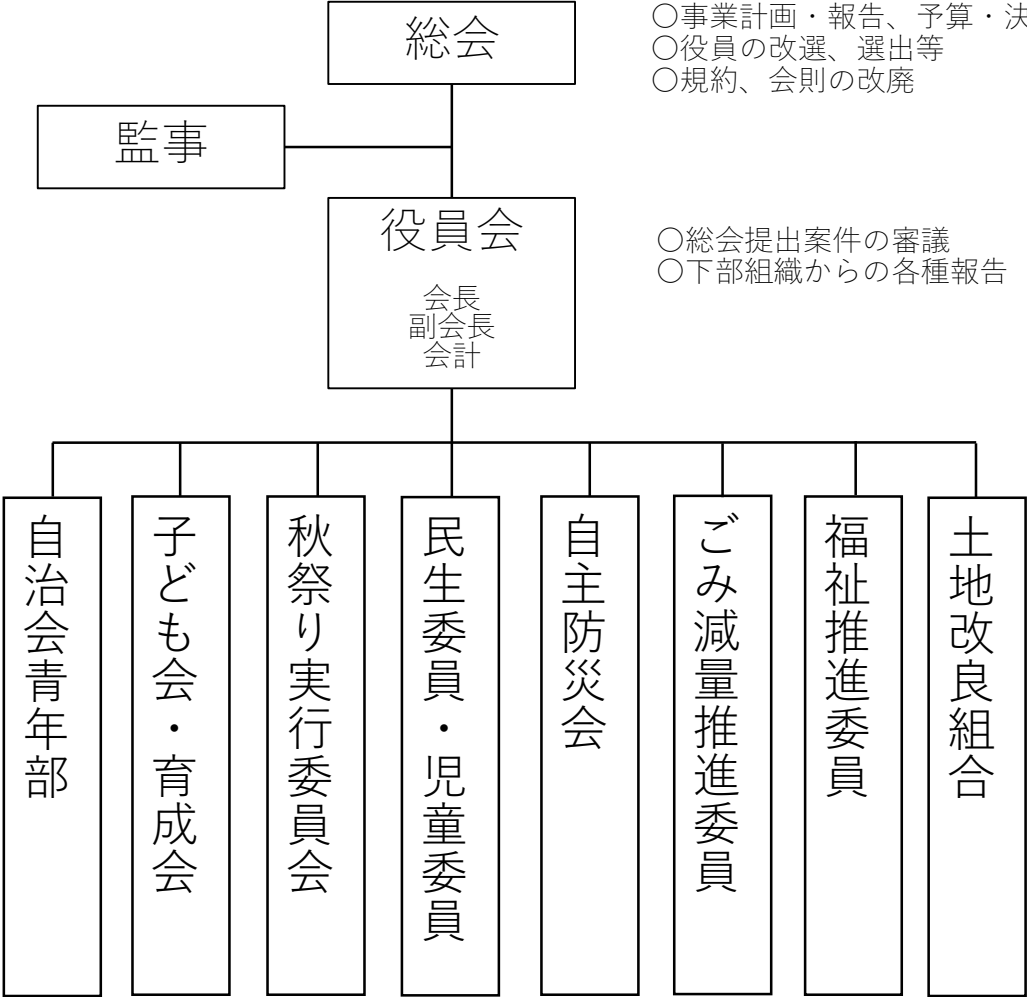 総会
○事業計画・報告、予算・決
○役員の改選、選出等
○規約、会則の改廃
監事
役員会
会長
副会長
会計
○総会提出案件の審議
○下部組織からの各種報告
自治会青年部
子ども会・育成会
秋祭り実行委員会
民生委員・児童委員
自主防災会
ごみ減量推進委員
福祉推進委員
土地改良組合